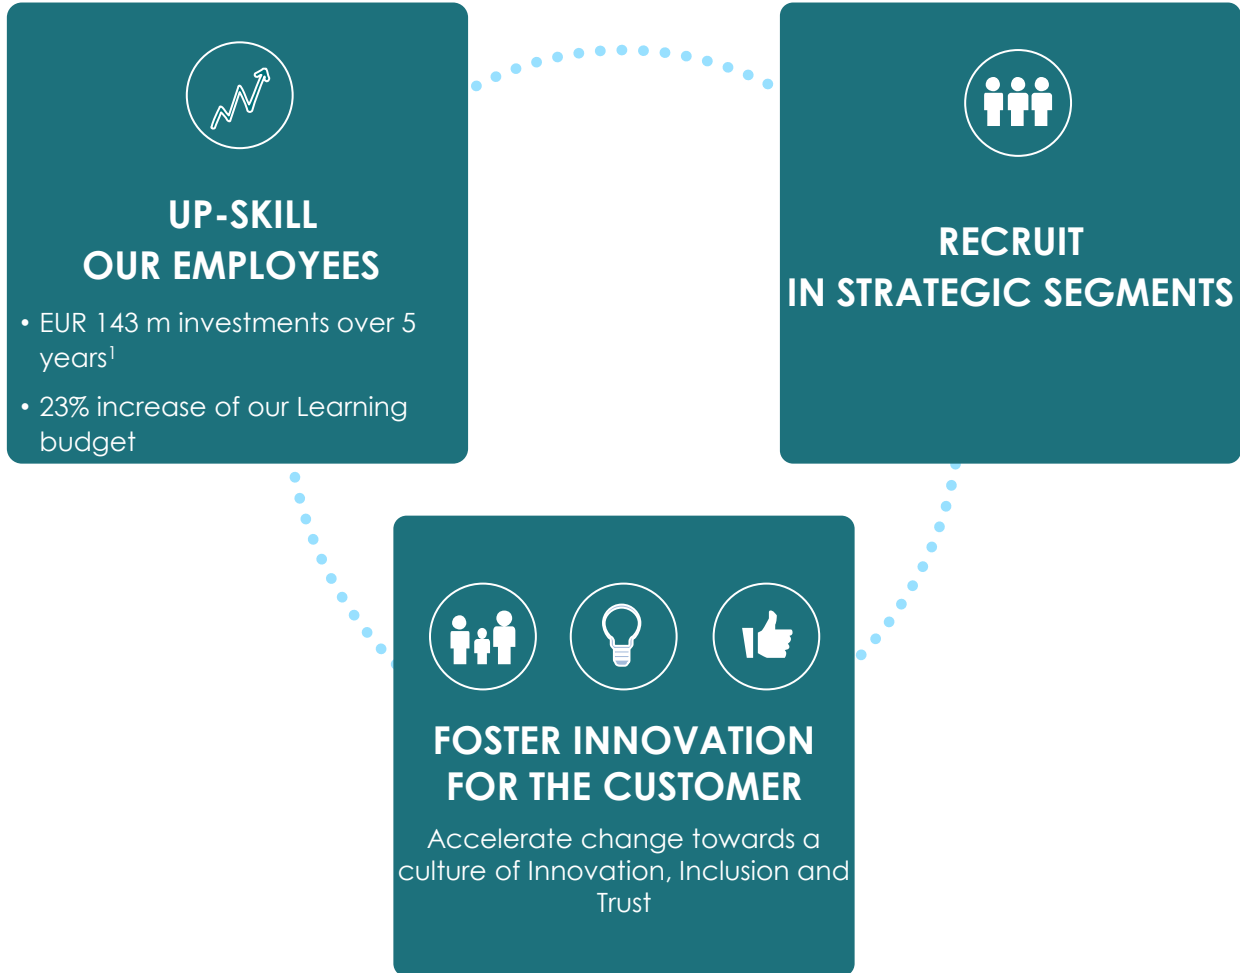 UP-SKILL
OUR EMPLOYEES
• EUR 143 m investments over 5
years¹
• 23% increase of our Learning
budget
RECRUIT
IN STRATEGIC SEGMENTS
FOSTER INNOVATION
FOR THE CUSTOMER
Accelerate change towards a
culture of Innovation, Inclusion and
Trust